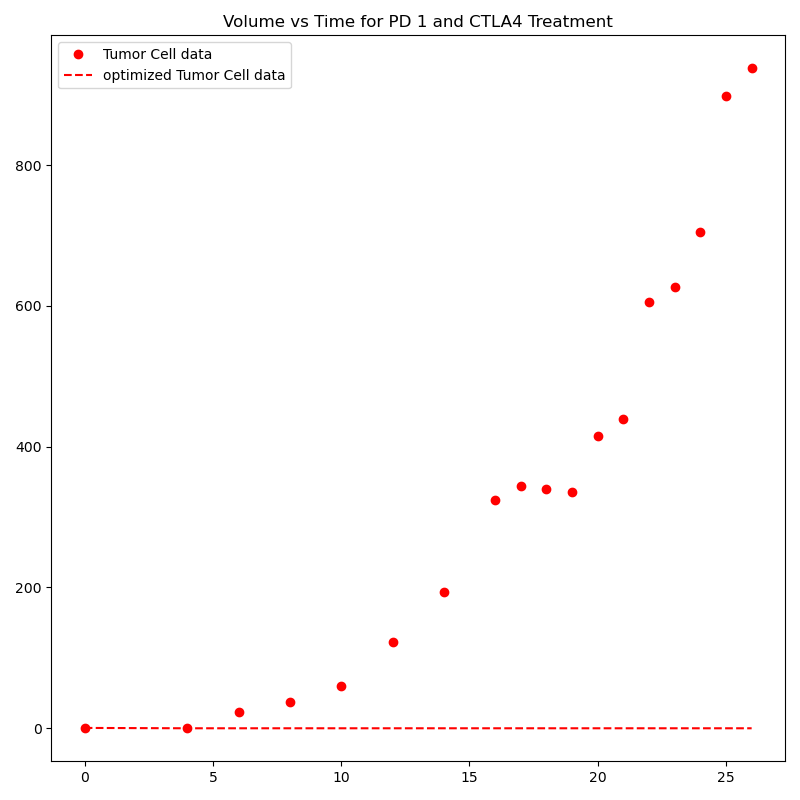 Volume vs Time for PD 1 and CTLA4 Treatment
Tumor Cell data
optimized Tumor Cell data
800
600
400
200
0
0 5 10 15 20 25